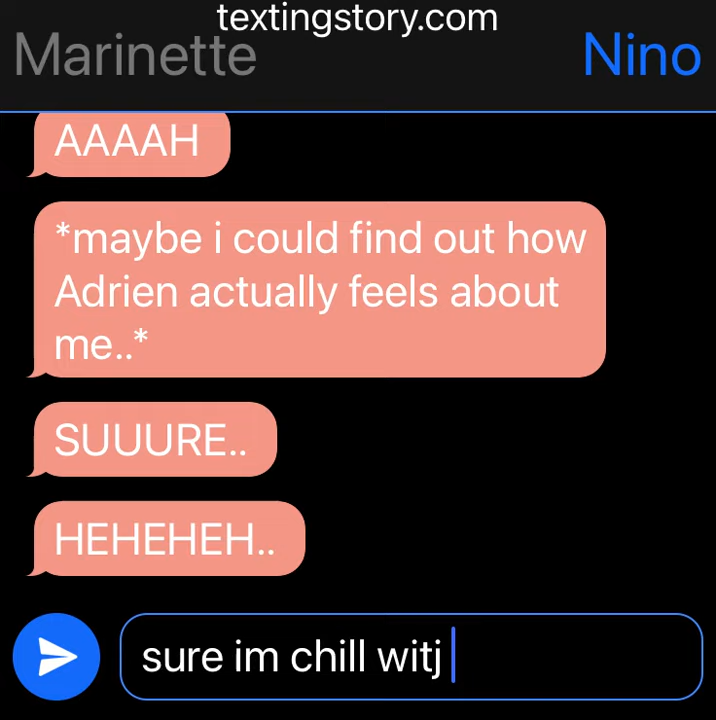 textingstory.com
Marinette Nino
AAAAH
*maybe i could find out how
Adrien actually feels about
me..*
SUUURE..
HEHEHEH..
sure im chill witj